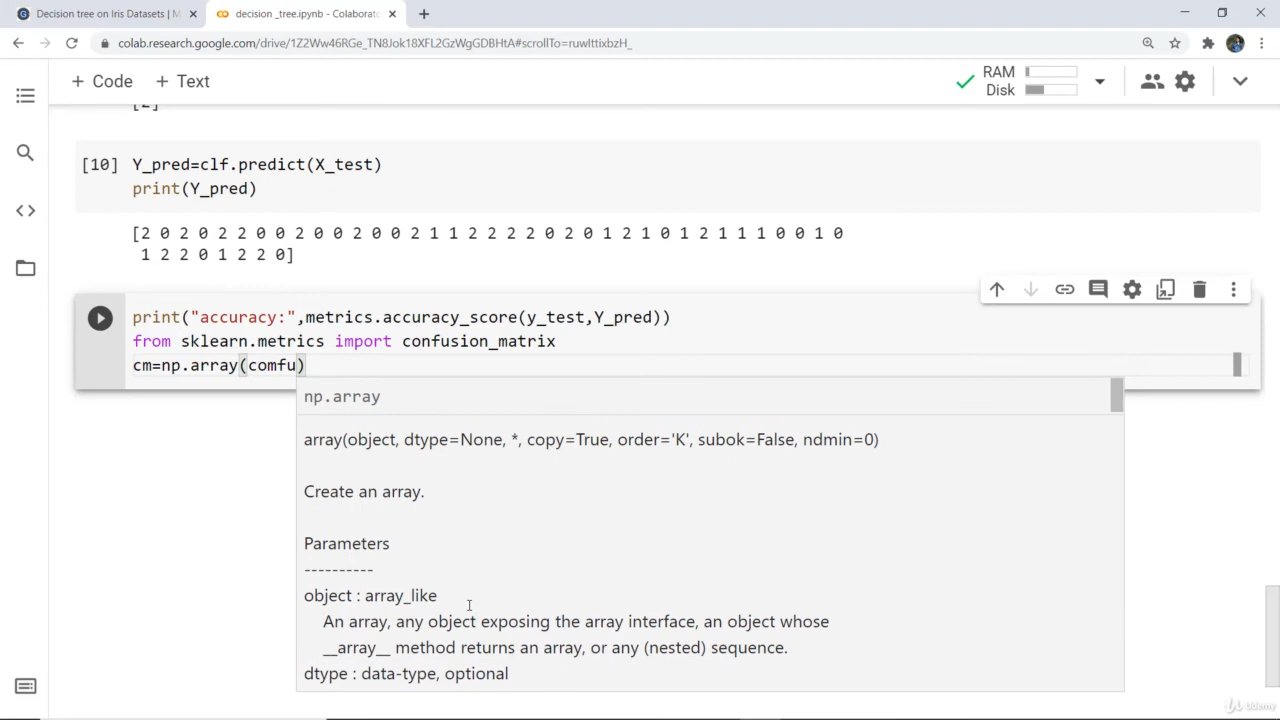 Decision tree on Iris Datasets | M
decision _tree.ipynb - Colaborato
colab.research.google.com/drive/1Z2Ww46RGe_TN8Jok18XFL2GzWgGDBHtA#scrollTo=ruwIttixbzH_
+ Code + Text
RAM
Disk
[2]
[10] Y_pred=clf.predict(X_test)
print(Y_pred)
[2 0 2 0 2 2 0 0 2 0 0 2 0 0 2 1 1 2 2 2 2 0 2 0 1 2 1 0 1 2 1 1 1 0 0 1 0
1 2 2 0 1 2 2 0]
print("accuracy:",metrics.accuracy_score(y_test,Y_pred))
from sklearn.metrics import confusion_matrix
cm=np.array(comfu)
np.array
array(object, dtype=None, *, copy=True, order='K', subok=False, ndmin=0)
Create an array.
Parameters
----------
object : array_like
An array, any object exposing the array interface, an object whose
__array__ method returns an array, or any (nested) sequence.
dtype : data-type, optional
Udemy